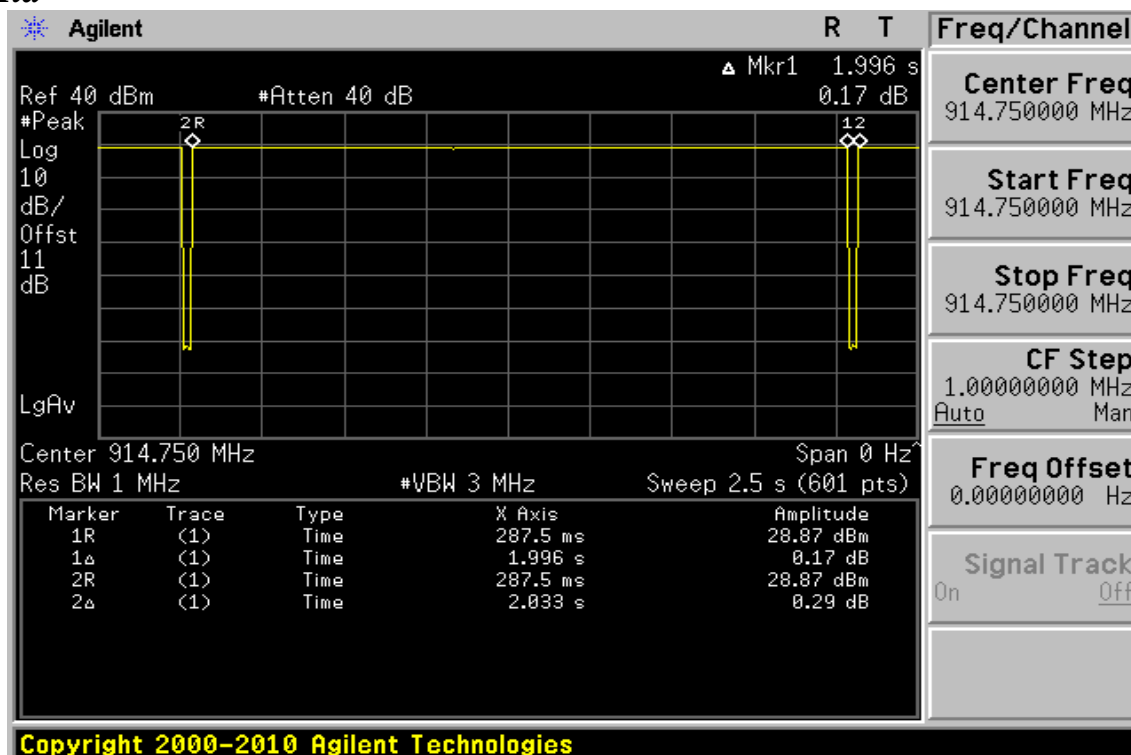 Agilent R T
Freq/Channel
Δ Mkr1 1.996 s
Ref 40 dBm #Atten 40 dB 0.17 dB
#Peak
Log
10
dB/
Offst
11
dB
LgAv
2R
12
Center 914.750 MHz Span 0 Hz^
Res BW 1 MHz #VBW 3 MHz Sweep 2.5 s (601 pts)
Marker Trace Type X Axis Amplitude
1R (1) Time 287.5 ms 28.87 dBm
1Δ (1) Time 1.996 s 0.17 dB
2R (1) Time 287.5 ms 28.87 dBm
2Δ (1) Time 2.033 s 0.29 dB
Center Freq
914.750000 MHz
Start Freq
914.750000 MHz
Stop Freq
914.750000 MHz
CF Step
1.00000000 MHz
Auto Man
Freq Offset
0.00000000 Hz
Signal Track
On Off
Copyright 2000-2010 Agilent Technologies